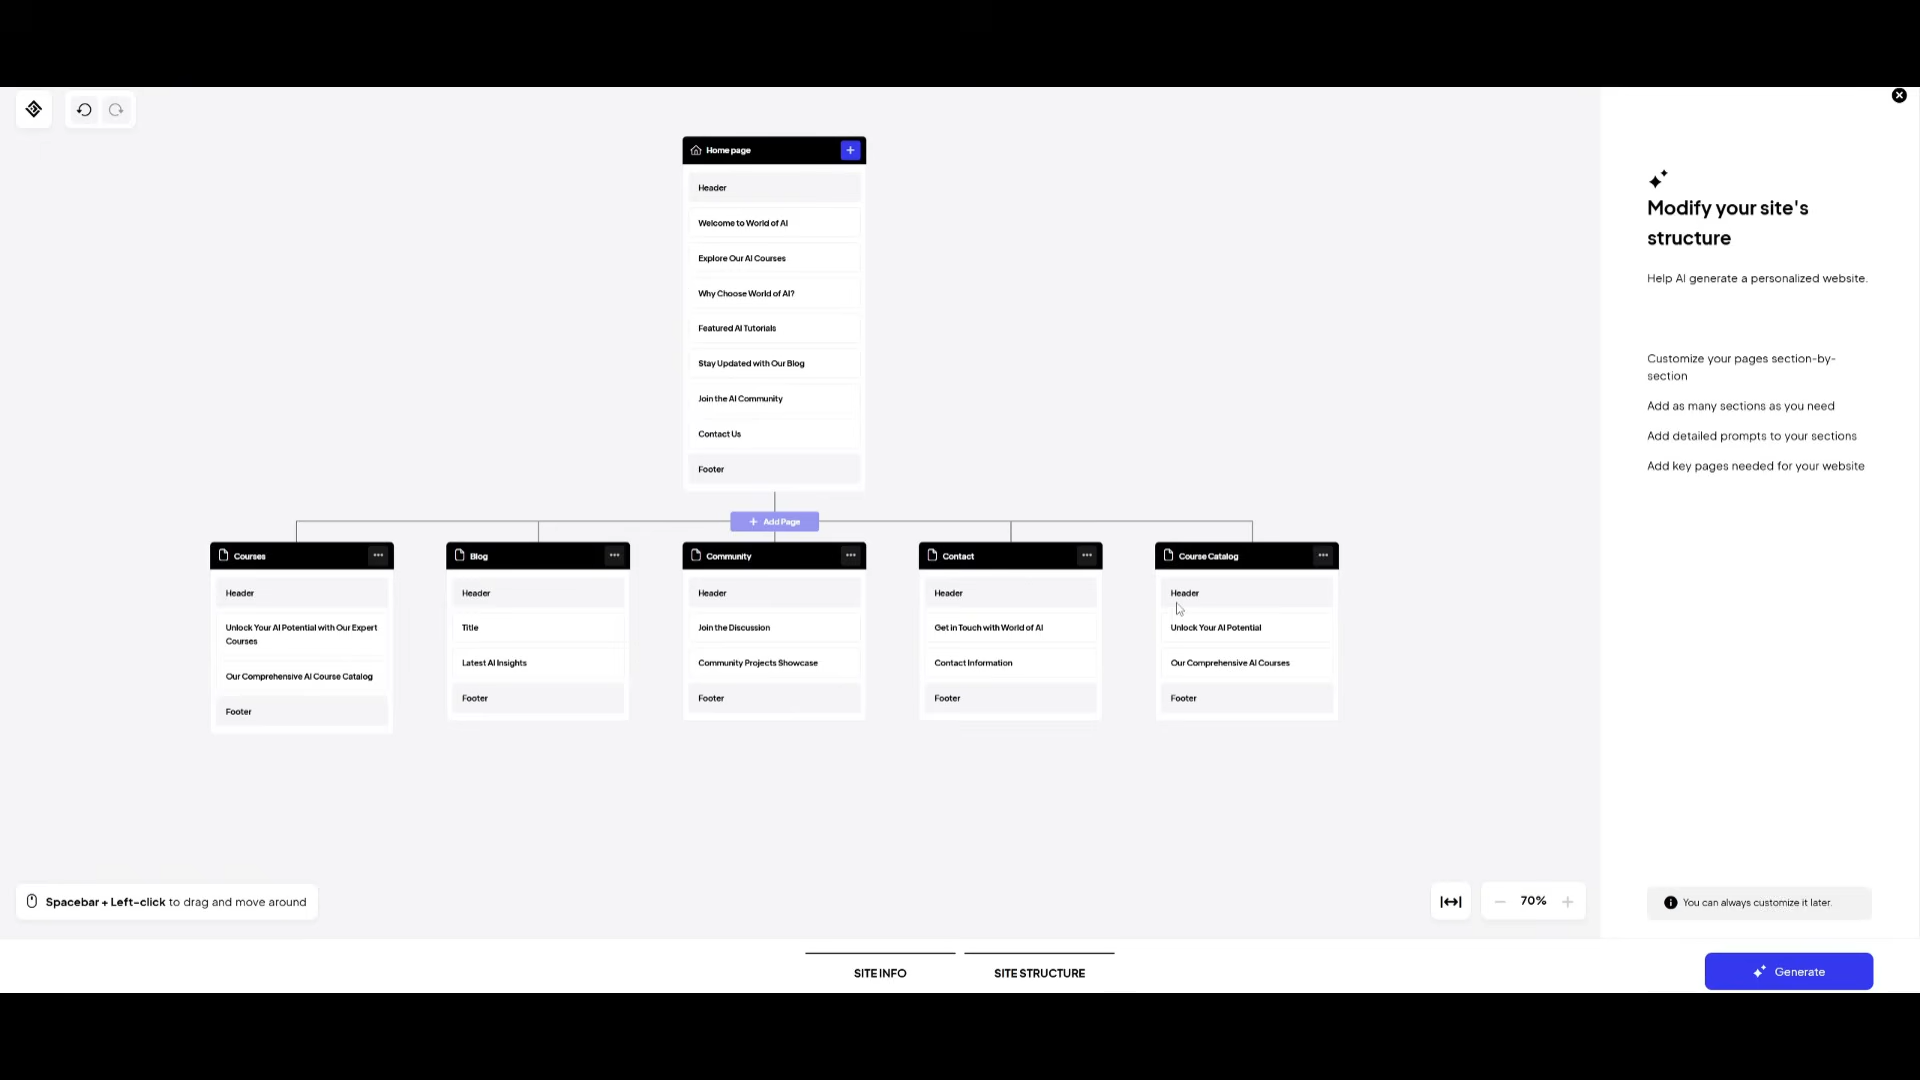 Home page
Header
Welcome to World of AI
Explore Our AI Courses
Why Choose World of AI?
Featured AI Tutorials
Stay Updated with Our Blog
Join the AI Community
Contact Us
Footer
+ Add Page
Courses
Header
Unlock Your AI Potential with Our Expert
Courses
Our Comprehensive AI Course Catalog
Footer
Blog
Header
Title
Latest AI Insights
Footer
Community
Header
Join the Discussion
Community Projects Showcase
Footer
Contact
Header
Get in Touch with World of AI
Contact Information
Footer
Course Catalog
Header
Unlock Your AI Potential
Our Comprehensive AI Courses
Footer
Modify your site's
structure
Help AI generate a personalized website.
Customize your pages section-by-
section
Add as many sections as you need
Add detailed prompts to your sections
Add key pages needed for your website
Spacebar + Left-click to drag and move around
70%
You can always customize it later.
SITE INFO
SITE STRUCTURE
Generate